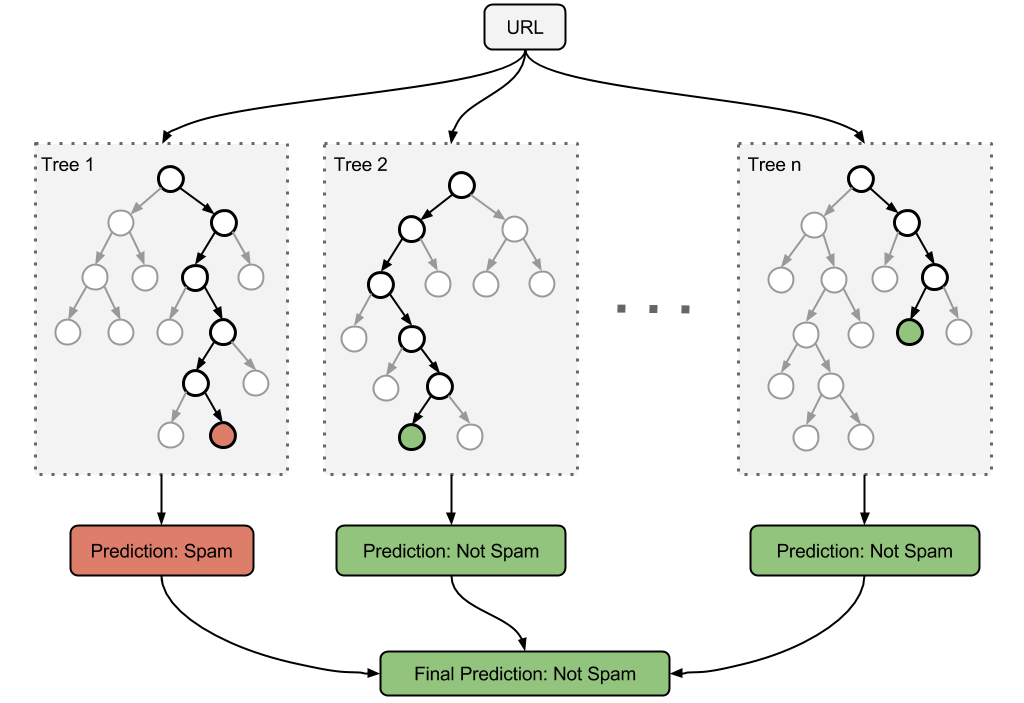 URL
Tree 1
Tree 2
Tree n
Prediction: Spam
Prediction: Not Spam
Prediction: Not Spam
Final Prediction: Not Spam